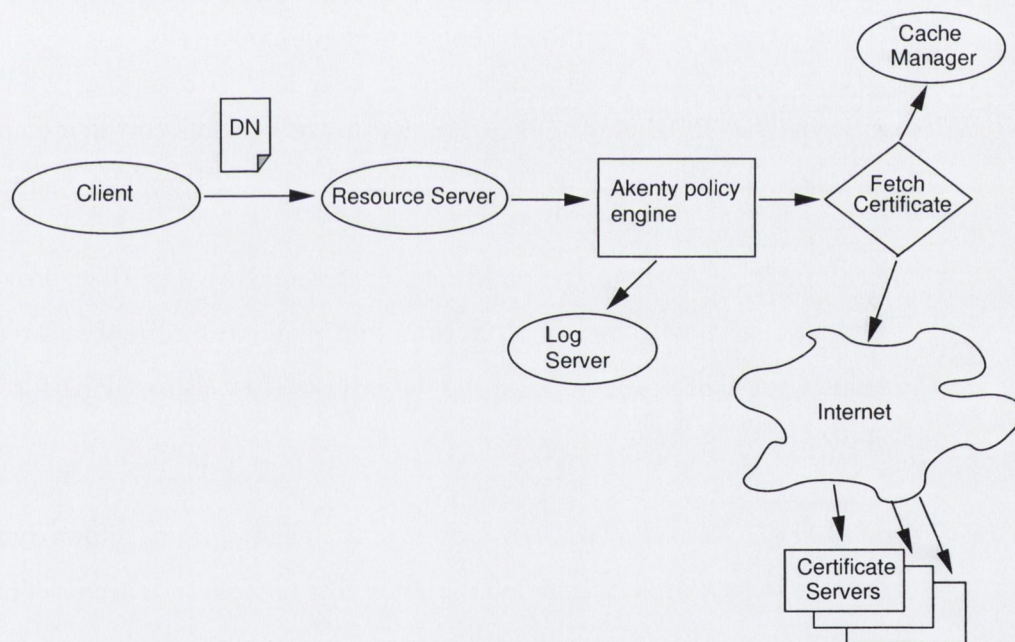 Cache
Manager
DN
Client
Resource Server
Akenty policy
engine
Fetch
Certificate
Log
Server
Internet
Certificate
Servers